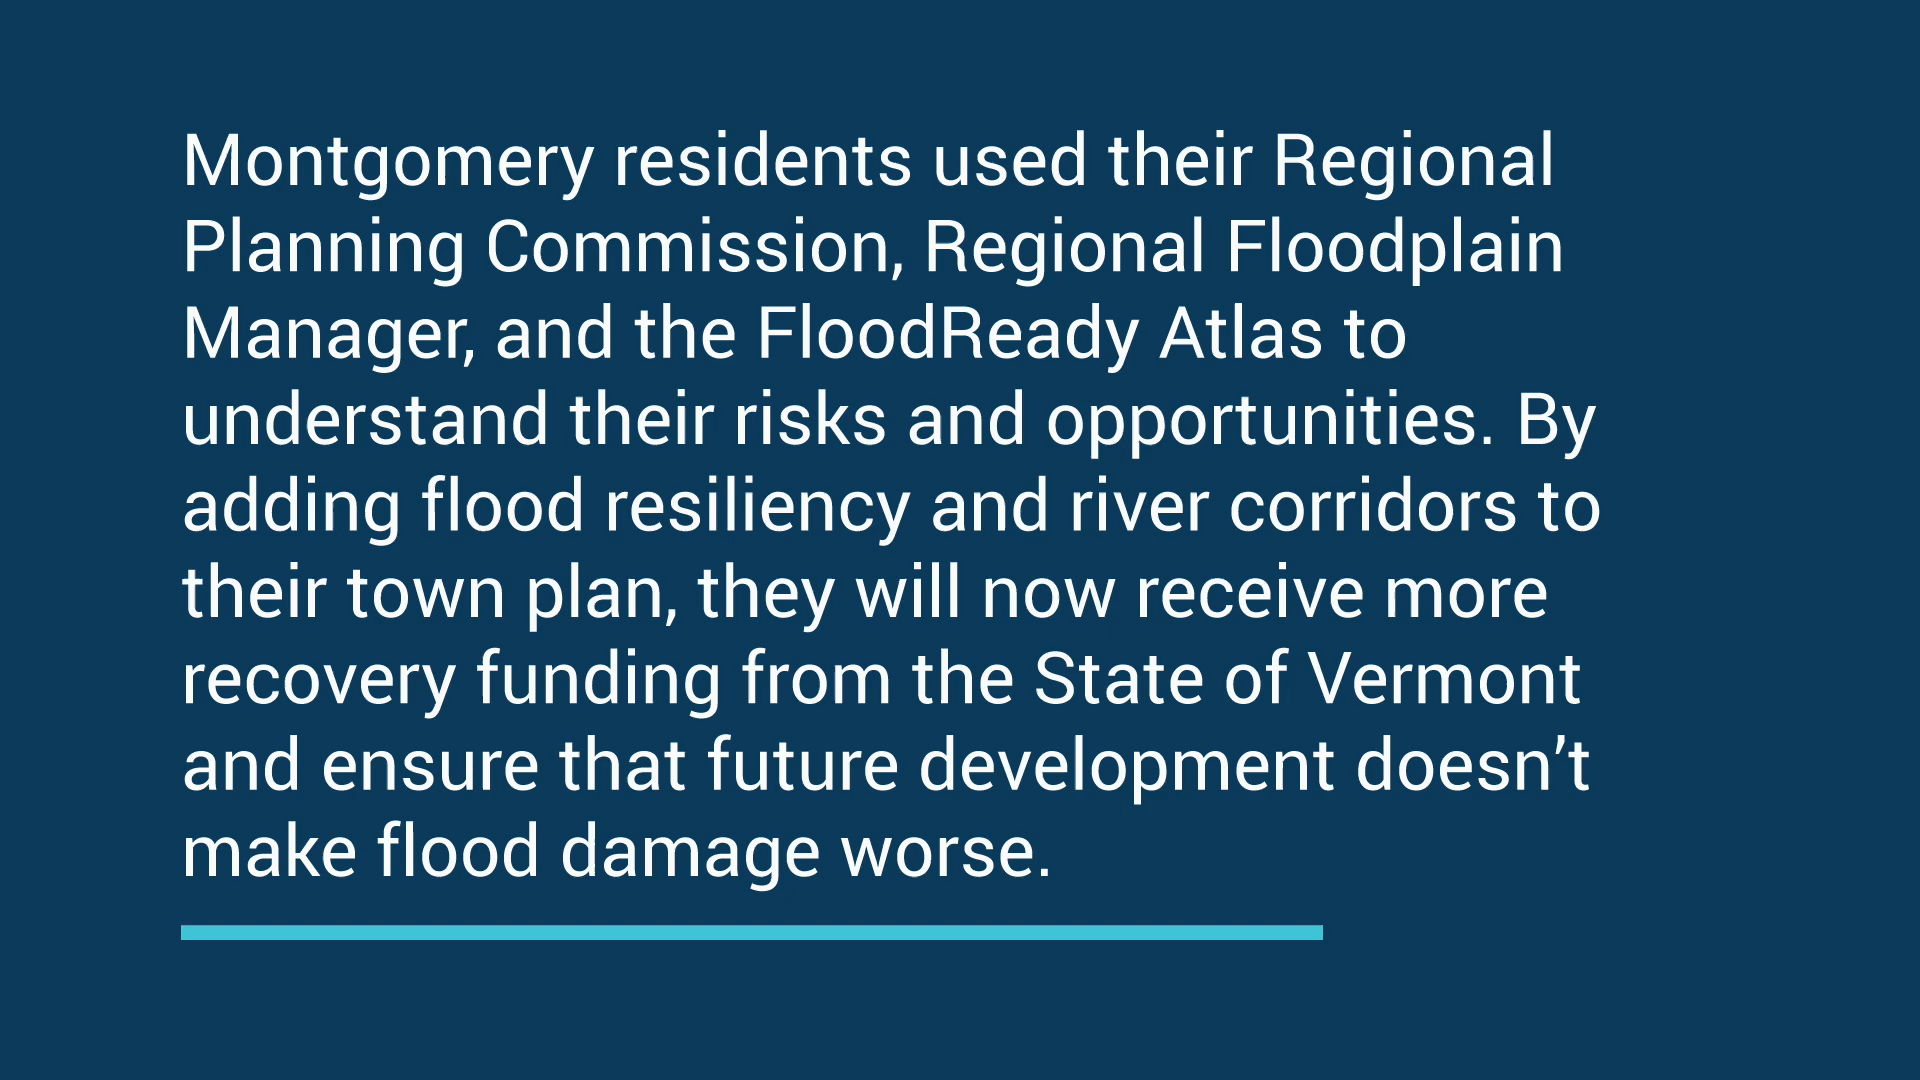 Montgomery residents used their Regional
Planning Commission, Regional Floodplain
Manager, and the FloodReady Atlas to
understand their risks and opportunities. By
adding flood resiliency and river corridors to
their town plan, they will now receive more
recovery funding from the State of Vermont
and ensure that future development doesn’t
make flood damage worse.